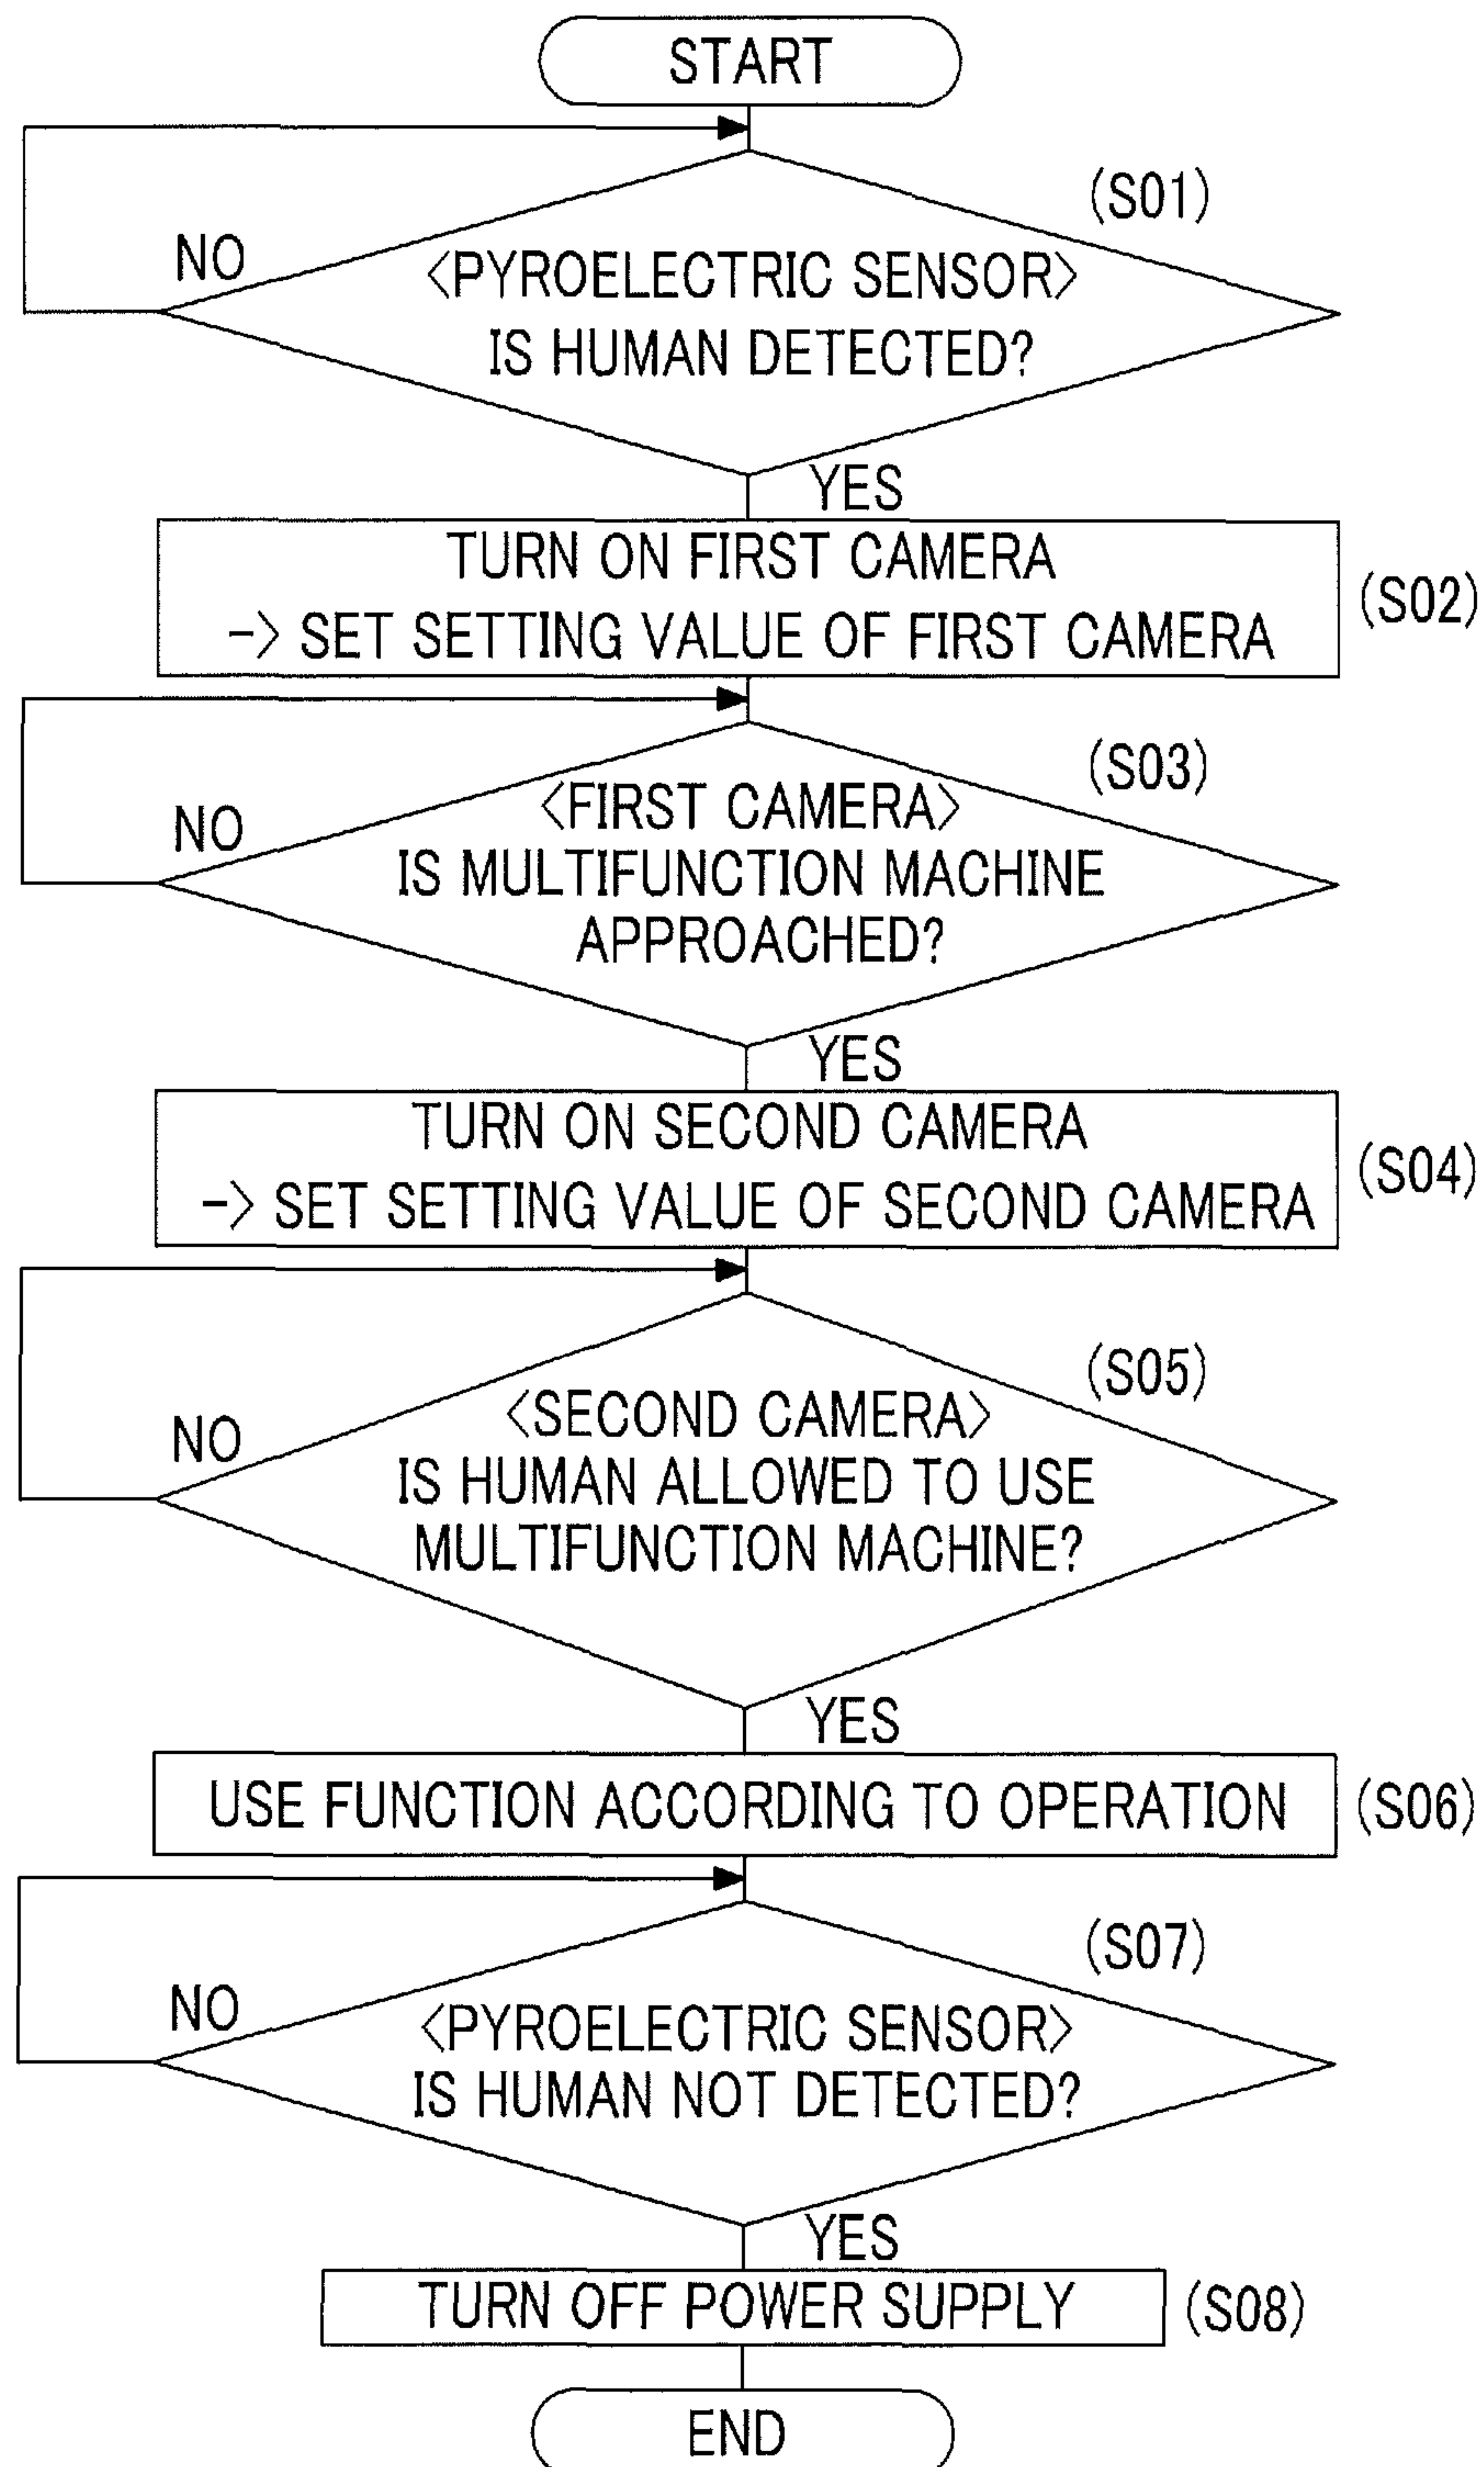 START
(S01)
NO
<PYROELECTRIC SENSOR>
IS HUMAN DETECTED?
YES
TURN ON FIRST CAMERA
-> SET SETTING VALUE OF FIRST CAMERA
(S02)
(S03)
NO
<FIRST CAMERA>
IS MULTIFUNCTION MACHINE
APPROACHED?
YES
TURN ON SECOND CAMERA
-> SET SETTING VALUE OF SECOND CAMERA
(S04)
(S05)
NO
<SECOND CAMERA>
IS HUMAN ALLOWED TO USE
MULTIFUNCTION MACHINE?
YES
USE FUNCTION ACCORDING TO OPERATION
(S06)
(S07)
NO
<PYROELECTRIC SENSOR>
IS HUMAN NOT DETECTED?
YES
TURN OFF POWER SUPPLY
(S08)
END